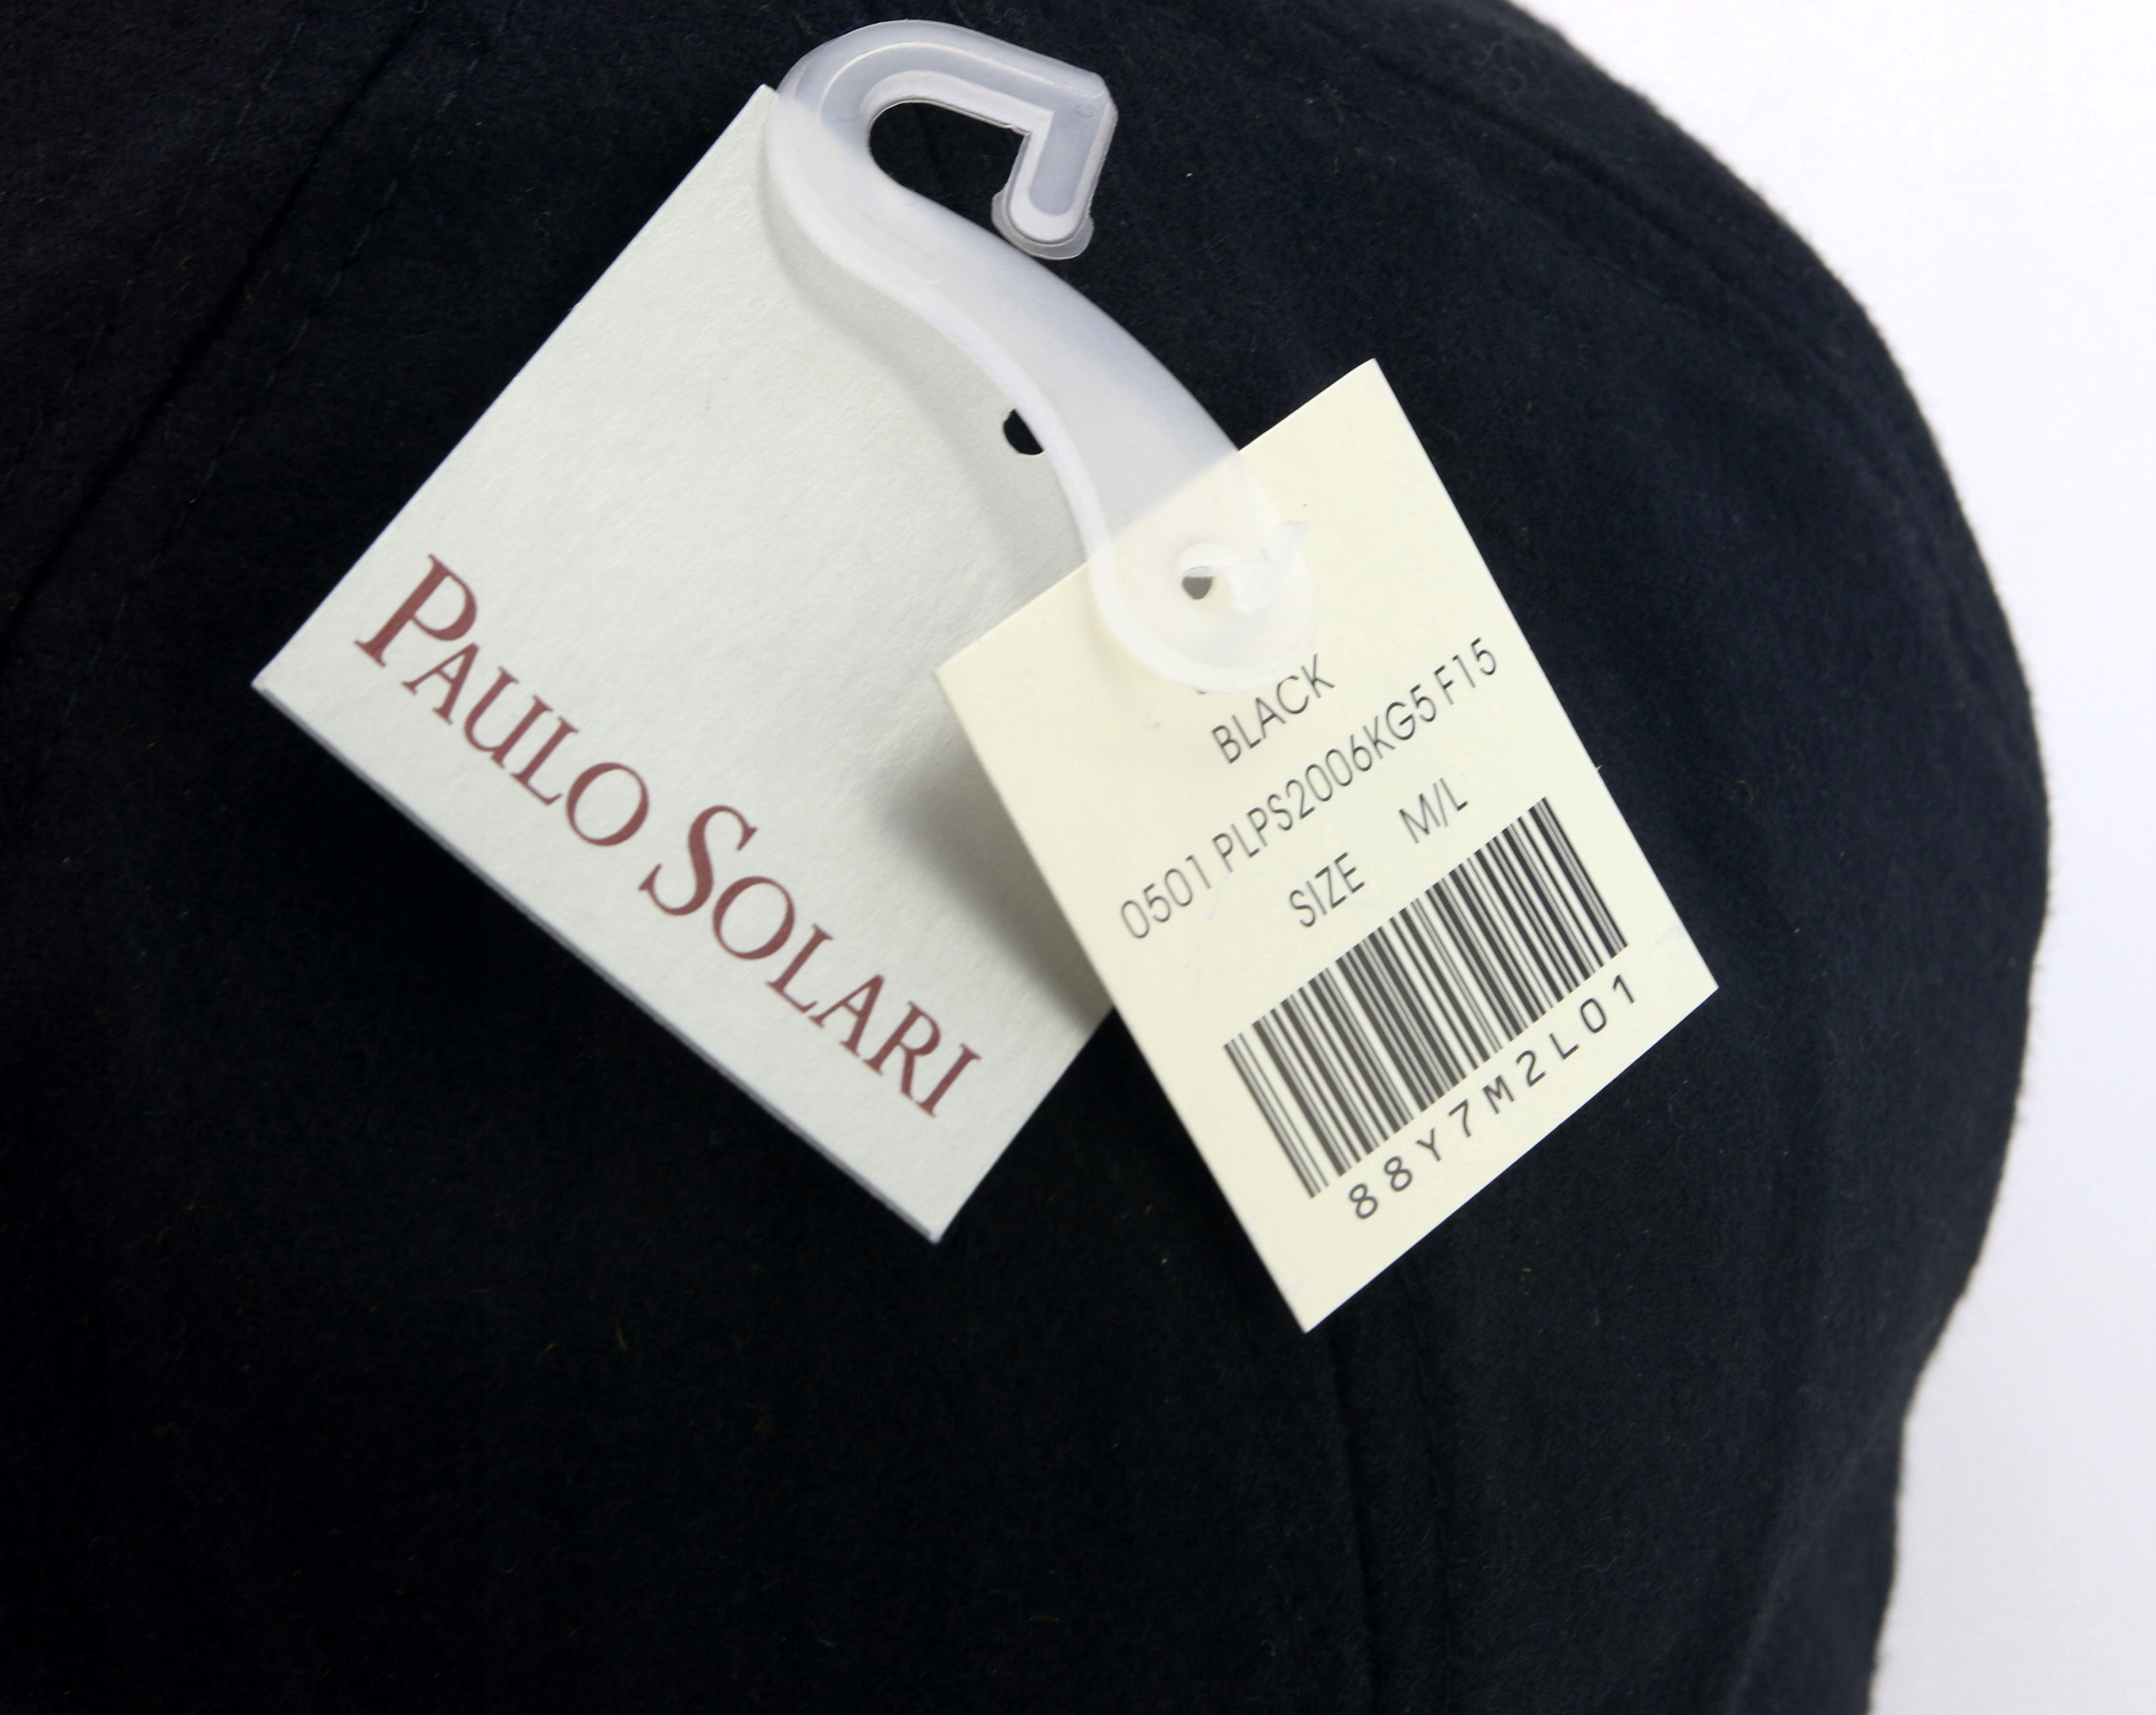 PAULO SOLARI
BLACK
0501 PLPS2006KG5 F15
SIZE M/L
88Y7M2L01